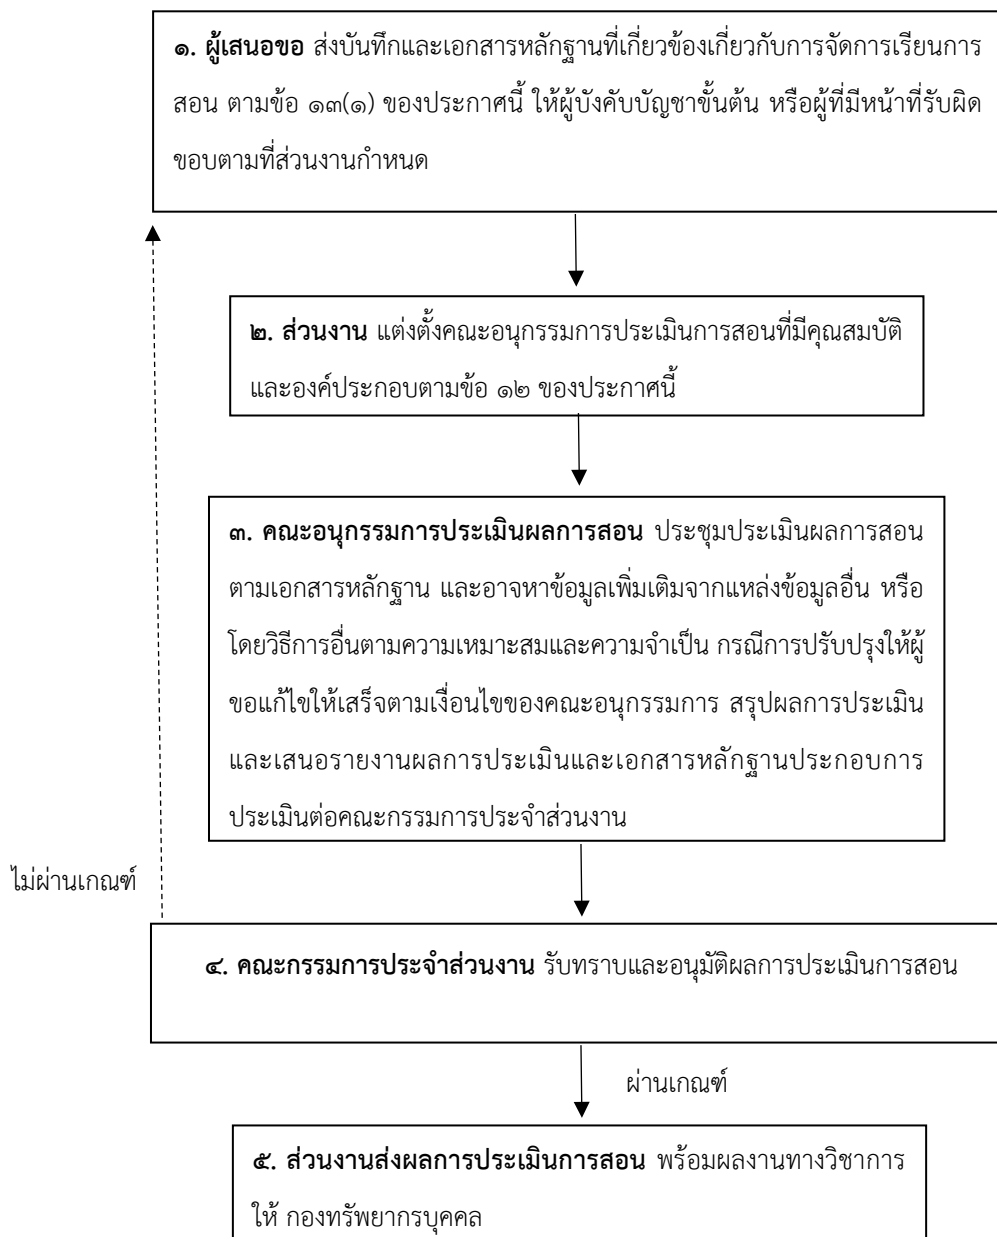 ๑. ผู้เสนอขอ ส่งบันทึกและเอกสารหลักฐานที่เกี่ยวข้องเกี่ยวกับการจัดการเรียนการ
สอน ตามข้อ ๑๓(๑) ของประกาศนี้ ให้ผู้บังคับบัญชาขั้นต้น หรือผู้ที่มีหน้าที่รับผิด
ชอบตามที่ส่วนงานกำหนด
๒. ส่วนงาน แต่งตั้งคณะอนุกรรมการประเมินการสอนที่มีคุณสมบัติ
และองค์ประกอบตามข้อ ๑๒ ของประกาศนี้
๓. คณะอนุกรรมการประเมินผลการสอน ประชุมประเมินผลการสอน
ตามเอกสารหลักฐาน และอาจหาข้อมูลเพิ่มเติมจากแหล่งข้อมูลอื่น หรือ
โดยวิธีการอื่นตามความเหมาะสมและความจำเป็น กรณีการปรับปรุงให้ผู้
ขอแก้ไขให้เสร็จตามเงื่อนไขของคณะอนุกรรมการ สรุปผลการประเมิน
และเสนอรายงานผลการประเมินและเอกสารหลักฐานประกอบการ
ประเมินต่อคณะกรรมการประจำส่วนงาน
ไม่ผ่านเกณฑ์
๔. คณะกรรมการประจำส่วนงาน รับทราบและอนุมัติผลการประเมินการสอน
ผ่านเกณฑ์
๕. ส่วนงานส่งผลการประเมินการสอน พร้อมผลงานทางวิชาการ
ให้ กองทรัพยากรบุคคล